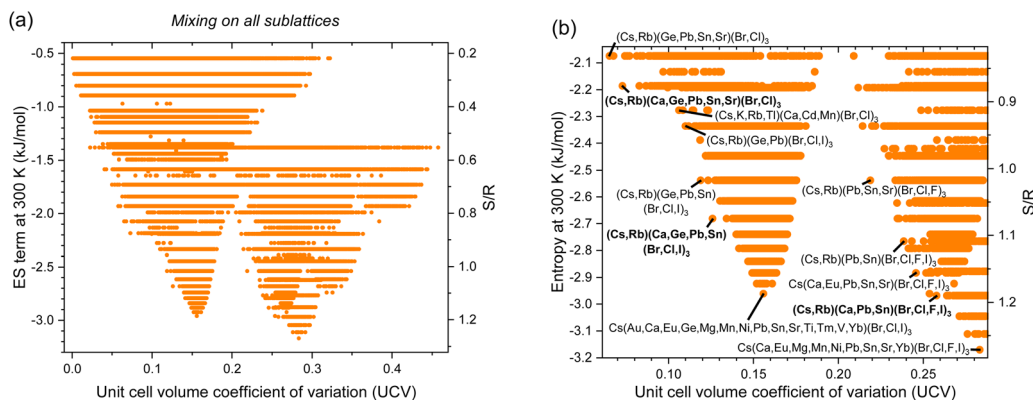 (a)
Mixing on all sublattices
ES term at 300 K (kJ/mol)
-0.5
-1.0
-1.5
-2.0
-2.5
-3.0
0.0
0.1
0.2
0.3
0.4
Unit cell volume coefficient of variation (UCV)
0.2
0.4
0.6
0.8
1.0
1.2
S/R
(b)
Entropy at 300 K (kJ/mol)
-2.1
-2.2
-2.3
-2.4
-2.5
-2.6
-2.7
-2.8
-2.9
-3.0
-3.1
-3.2
(Cs,Rb)(Ge,Pb,Sn,Sr)(Br,Cl)₃
(Cs,Rb)(Ca,Ge,Pb,Sn,Sr)(Br,Cl)₃
(Cs,K,Rb,Tl)(Ca,Cd,Mn)(Br,Cl)₃
(Cs,Rb)(Ge,Pb)(Br,Cl,I)₃
(Cs,Rb)(Ge,Pb,Sn)
(Br,Cl,I)₃
(Cs,Rb)(Pb,Sn,Sr)(Br,Cl,F)₃
(Cs,Rb)(Ca,Ge,Pb,Sn)
(Br,Cl,I)₃
(Cs,Rb)(Pb,Sn)(Br,Cl,F,I)₃
Cs(Ca,Eu,Pb,Sn,Sr)(Br,Cl,F,I)₃
(Cs,Rb)(Ca,Pb,Sn)(Br,Cl,F,I)₃
Cs(Au,Ca,Eu,Ge,Mg,Mn,Ni,Pb,Sn,Sr,Ti,Tm,V,Yb)(Br,Cl,I)₃
Cs(Ca,Eu,Mg,Mn,Ni,Pb,Sn,Sr,Yb)(Br,Cl,F,I)₃
0.10
0.15
0.20
0.25
Unit cell volume coefficient of variation (UCV)
0.9
1.0
1.1
1.2
S/R